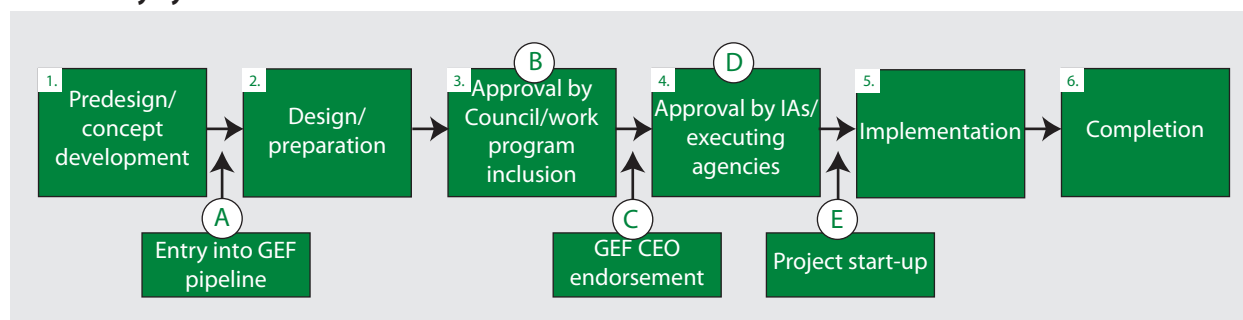 1.
Predesign/
concept
development
2.
Design/
preparation
3.
B
Approval by
Council/work
program
inclusion
4.
D
Approval by IAs/
executing
agencies
5.
Implementation
6.
Completion
A
Entry into GEF
pipeline
C
GEF CEO
endorsement
E
Project start-up